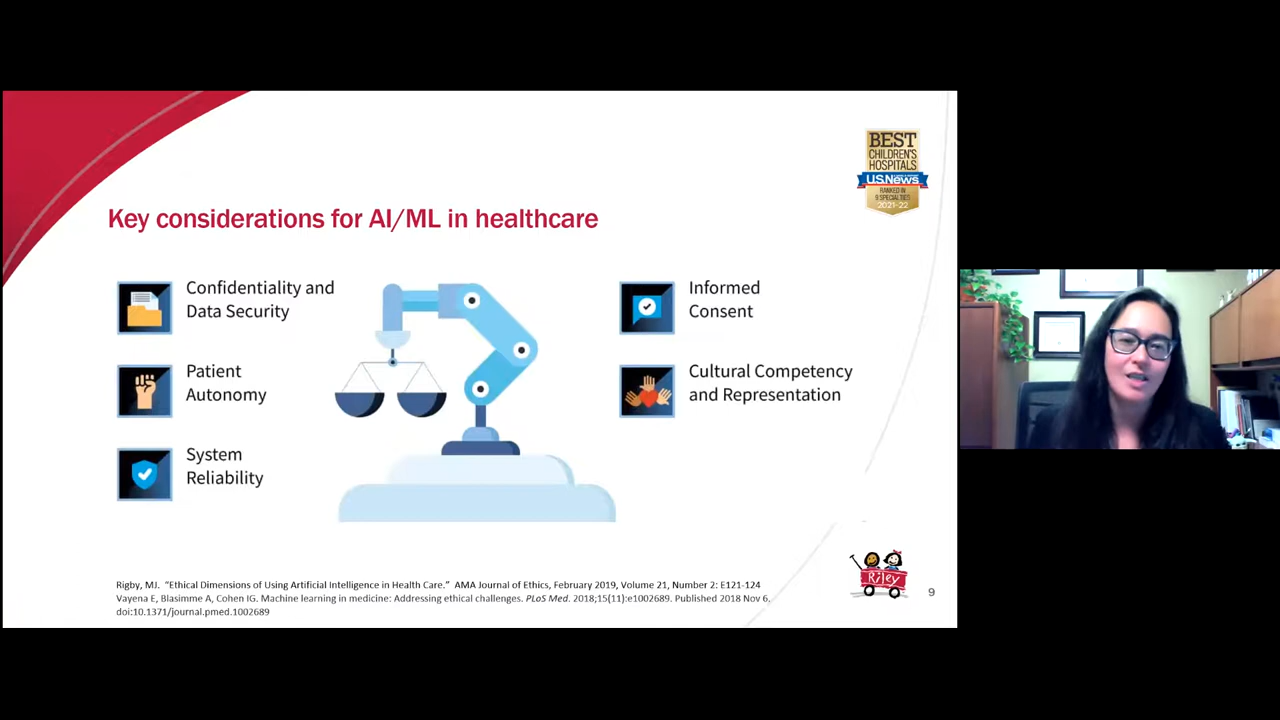 BEST
CHILDREN'S
HOSPITALS
U.S.News
RANKED IN
9 SPECIALTIES
2021-22
Key considerations for AI/ML in healthcare
Confidentiality and
Data Security
Patient
Autonomy
System
Reliability
Informed
Consent
Cultural Competency
and Representation
Rigby, MJ. “Ethical Dimensions of Using Artificial Intelligence in Health Care.” AMA Journal of Ethics, February 2019, Volume 21, Number 2: E121-124
Vayena E, Blasimme A, Cohen IG. Machine learning in medicine: Addressing ethical challenges. PLoS Med. 2018;15(11):e1002689. Published 2018 Nov 6.
doi:10.1371/journal.pmed.1002689
Riley
9